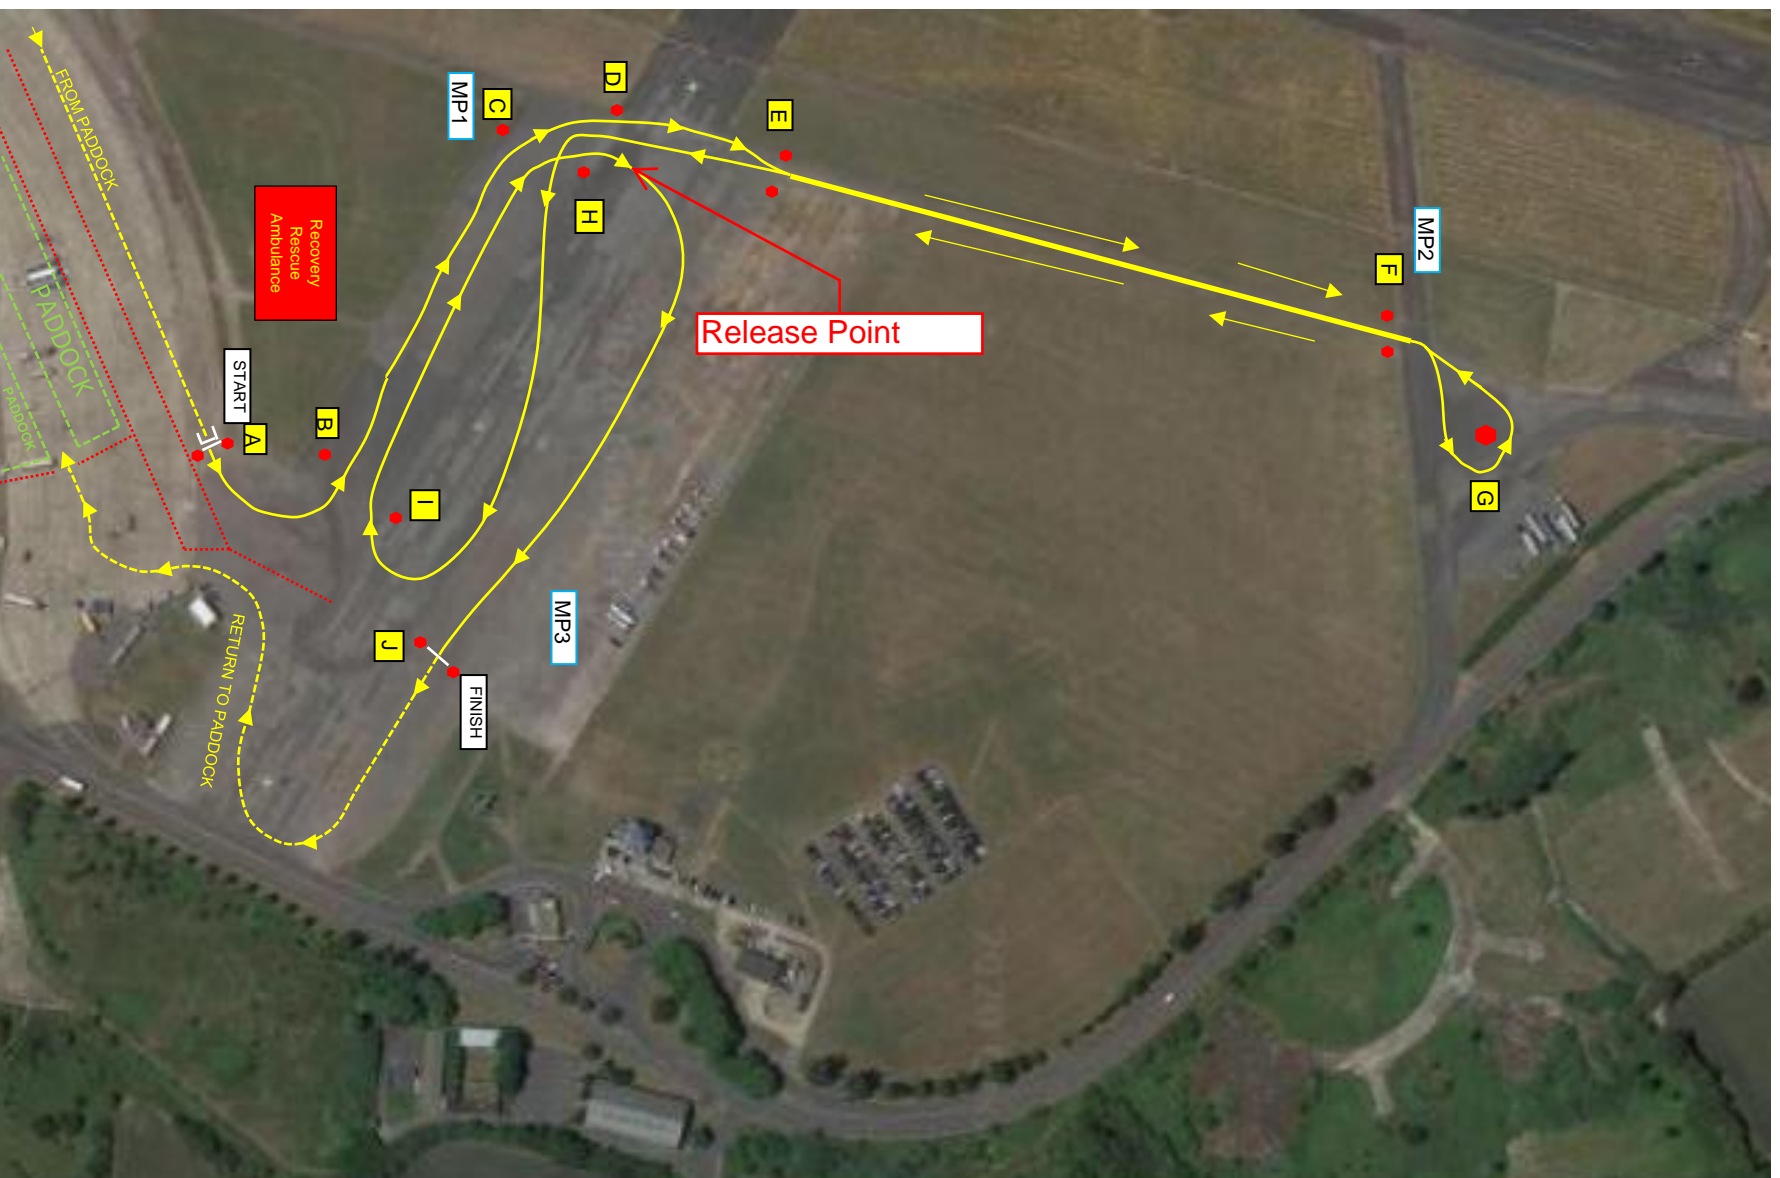 FROM PADDOCK
MP1
C
D
E
MP2
F
Recovery
Rescue
Ambulance
H
Release Point
PADDOCK
PADDOCK
START
A
B
I
G
MP3
J
FINISH
RETURN TO PADDOCK